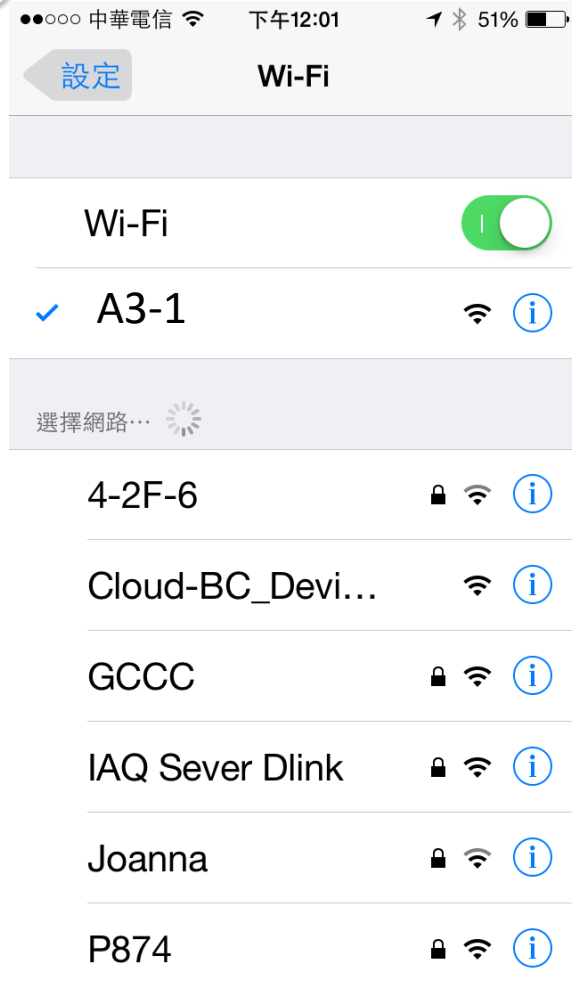 中華電信 下午12:01 51%
設定 Wi-Fi
Wi-Fi
A3-1
選擇網路⋯
4-2F-6
Cloud-BC_Devi...
GCCC
IAQ Sever Dlink
Joanna
P874